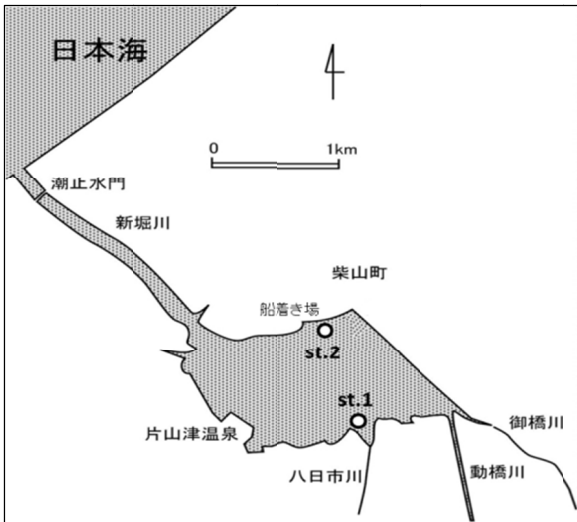 日本海
0 1km
潮止水門
新堀川
柴山町
船着き場
st.2
st.1
片山津温泉
御橋川
八日市川
動橋川